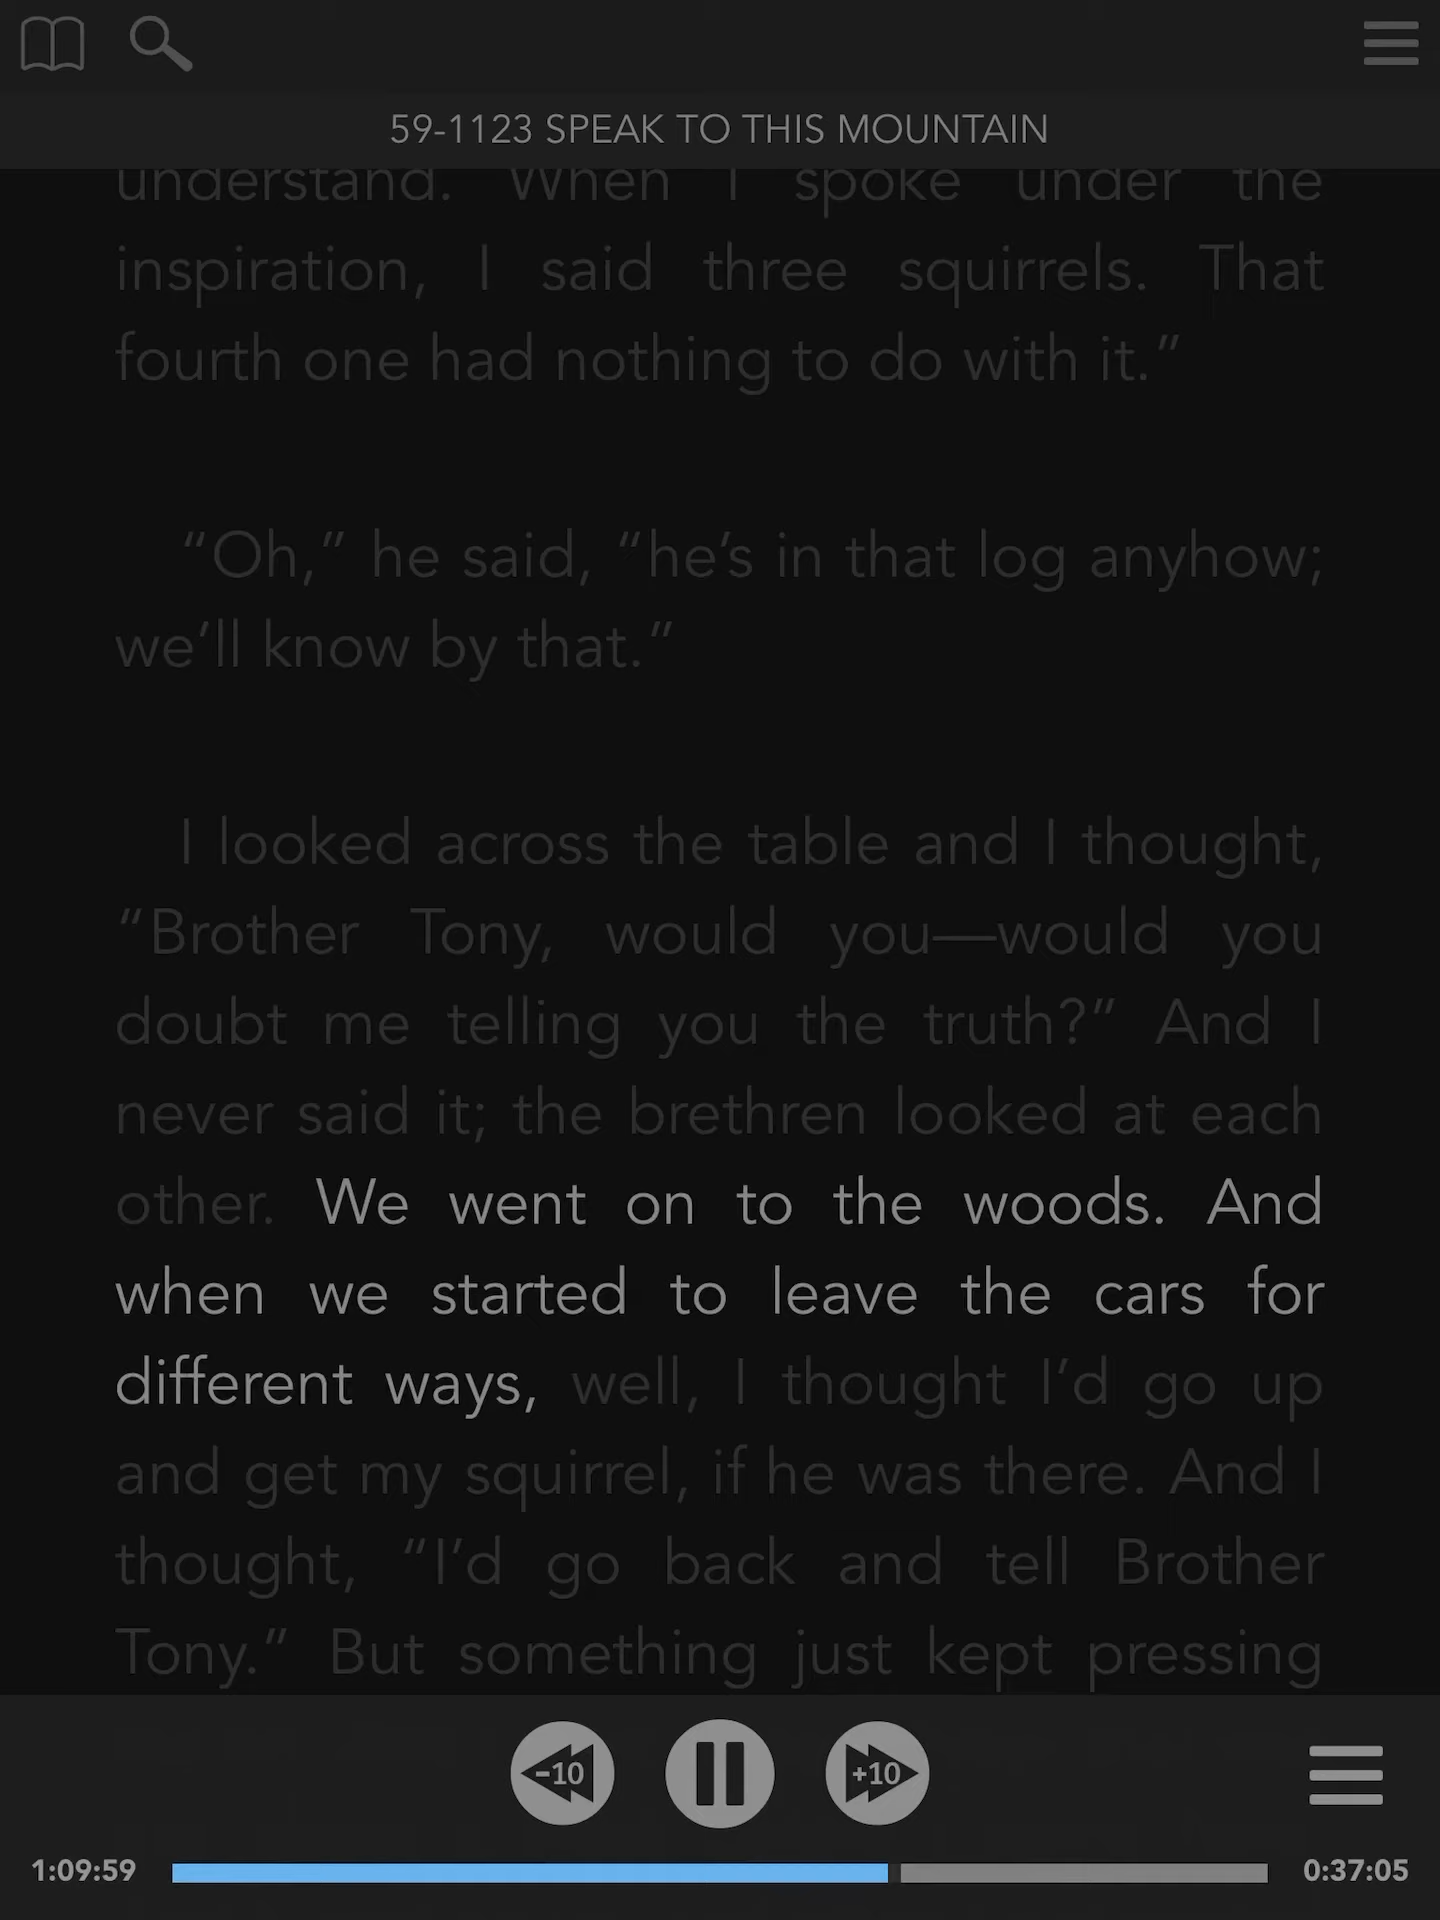 59-1123 SPEAK TO THIS MOUNTAIN
understand. When I spoke under the
inspiration, I said three squirrels. That
fourth one had nothing to do with it.”
“Oh,” he said, “he’s in that log anyhow;
we’ll know by that.”
I looked across the table and I thought,
“Brother Tony, would you—would you
doubt me telling you the truth?” And I
never said it; the brethren looked at each
other. We went on to the woods. And
when we started to leave the cars for
different ways, well, I thought I’d go up
and get my squirrel, if he was there. And I
thought, “I’d go back and tell Brother
Tony.” But something just kept pressing
-10 +10
1:09:59 0:37:05